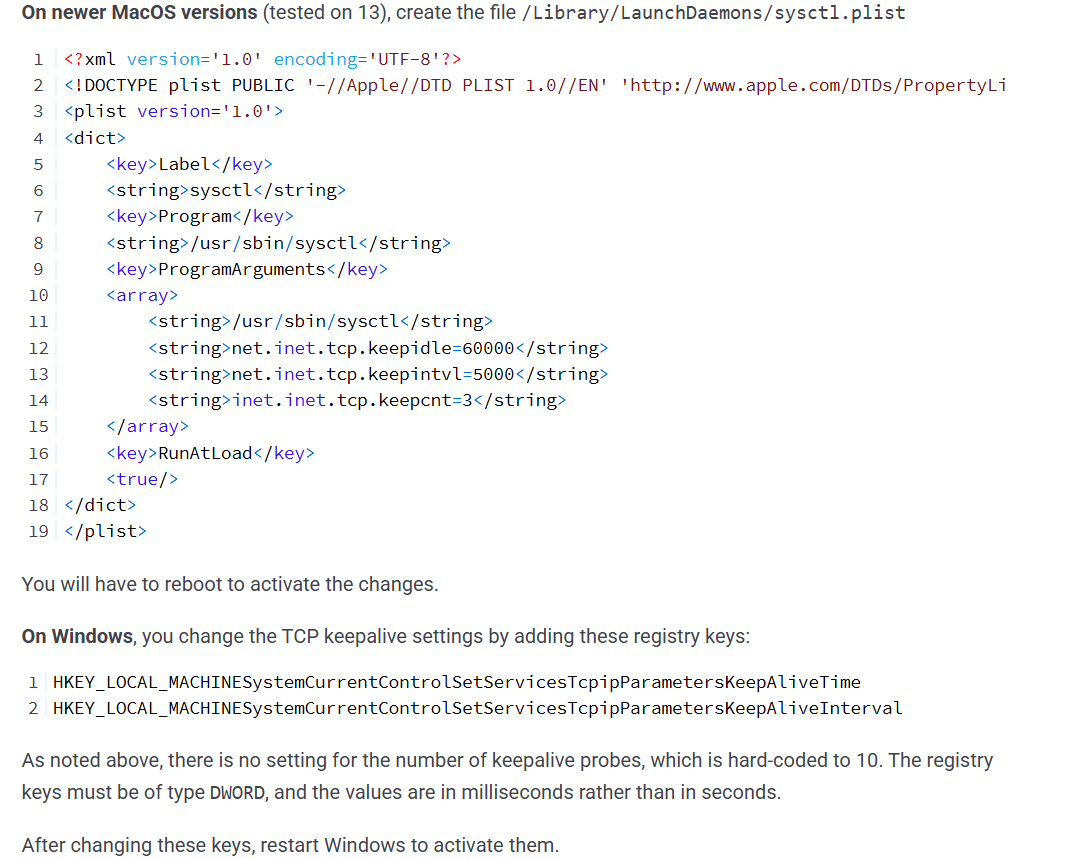 On newer MacOS versions (tested on 13), create the file /Library/LaunchDaemons/sysctl.plist
1 <?xml version='1.0' encoding='UTF-8'?>
2 <!DOCTYPE plist PUBLIC '-//Apple//DTD PLIST 1.0//EN' 'http://www.apple.com/DTDs/PropertyLi
3 <plist version='1.0'>
4 <dict>
5 <key>Label</key>
6 <string>sysctl</string>
7 <key>Program</key>
8 <string>/usr/sbin/sysctl</string>
9 <key>ProgramArguments</key>
10 <array>
11 <string>/usr/sbin/sysctl</string>
12 <string>net.inet.tcp.keepidle=60000</string>
13 <string>net.inet.tcp.keepintvl=5000</string>
14 <string>inet.inet.tcp.keepcnt=3</string>
15 </array>
16 <key>RunAtLoad</key>
17 <true/>
18 </dict>
19 </plist>
You will have to reboot to activate the changes.
On Windows, you change the TCP keepalive settings by adding these registry keys:
1 HKEY_LOCAL_MACHINESystemCurrentControlSetServicesTcpipParametersKeepAliveTime
2 HKEY_LOCAL_MACHINESystemCurrentControlSetServicesTcpipParametersKeepAliveInterval
As noted above, there is no setting for the number of keepalive probes, which is hard-coded to 10. The registry
keys must be of type DWORD, and the values are in milliseconds rather than in seconds.
After changing these keys, restart Windows to activate them.